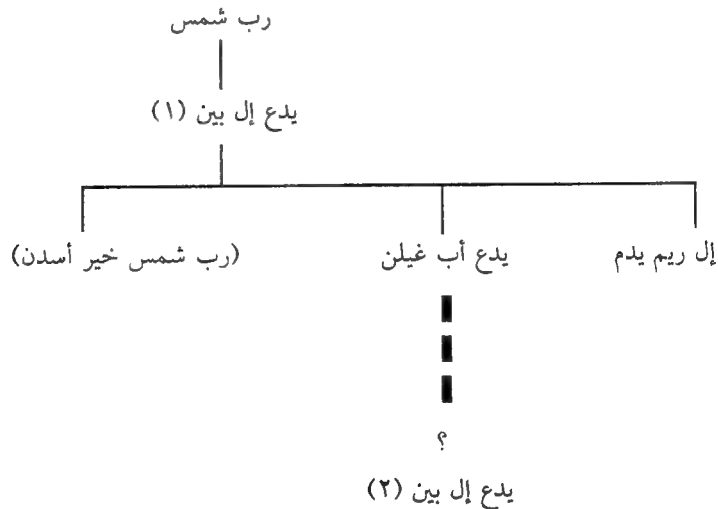 رب شمس
يدع إل بين (١)
إل ريم يدم يدع أب غيلن (رب شمس خير أسدن)
؟
يدع إل بين (٢)